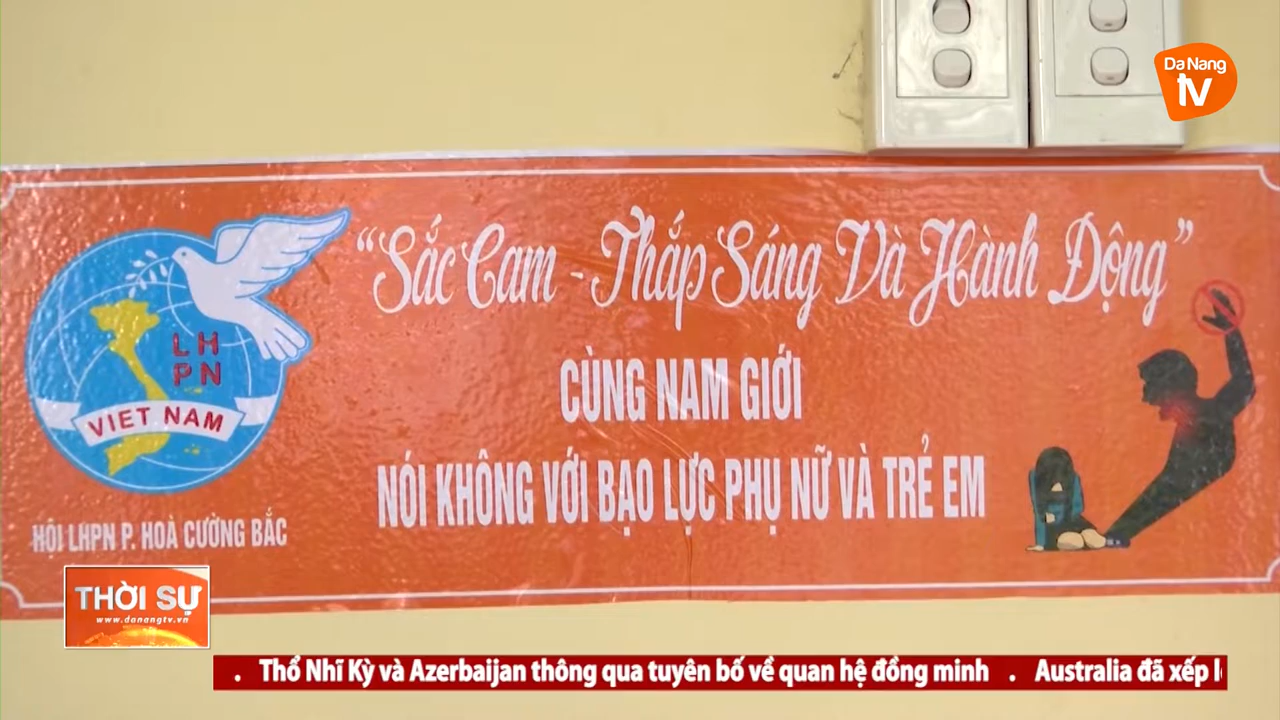 Da Nang
tv
“Sắc Cam - Thắp Sáng Và Hành Động”
LH
PN
VIET NAM
CÙNG NAM GIỚI
NÓI KHÔNG VỚI BẠO LỰC PHỤ NỮ VÀ TRẺ EM
HỘI LHPN P. HOÀ CƯỜNG BẮC
THỜI SỰ
www.danangtv.vn
. Thổ Nhĩ Kỳ và Azerbaijan thông qua tuyên bố về quan hệ đồng minh . Australia đã xếp